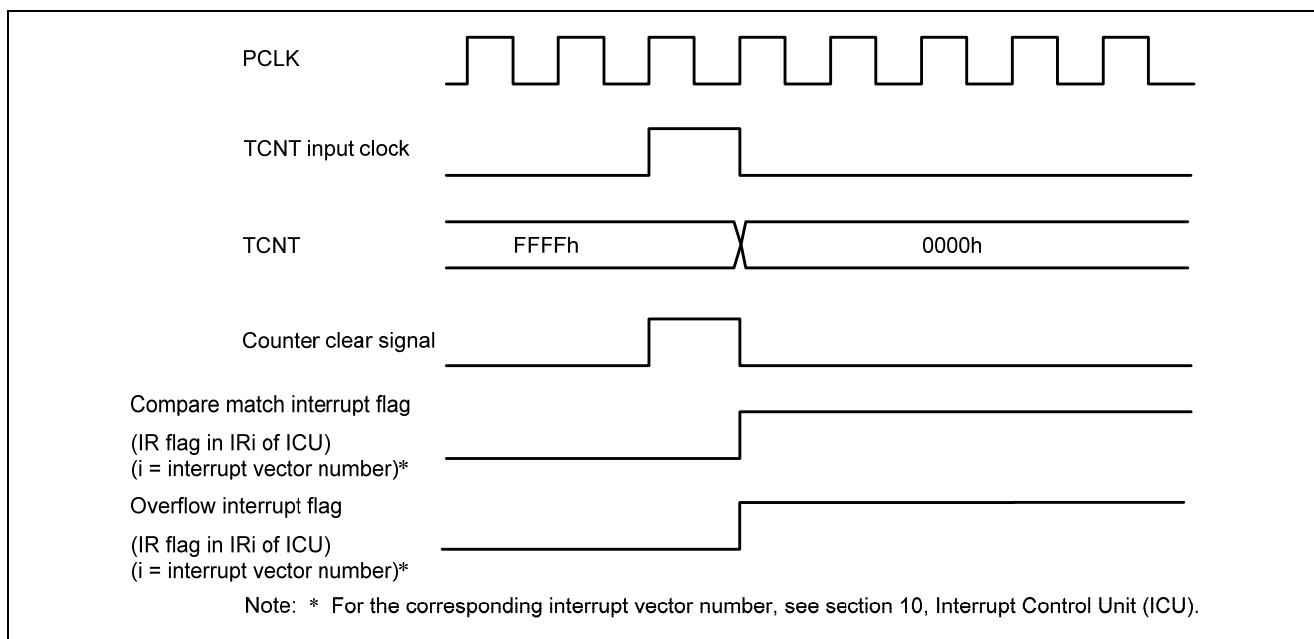 PCLK
TCNT input clock
TCNT
FFFFh
0000h
Counter clear signal
Compare match interrupt flag
(IR flag in IRi of ICU)
(i = interrupt vector number)*
Overflow interrupt flag
(IR flag in IRi of ICU)
(i = interrupt vector number)*
Note: * For the corresponding interrupt vector number, see section 10, Interrupt Control Unit (ICU).